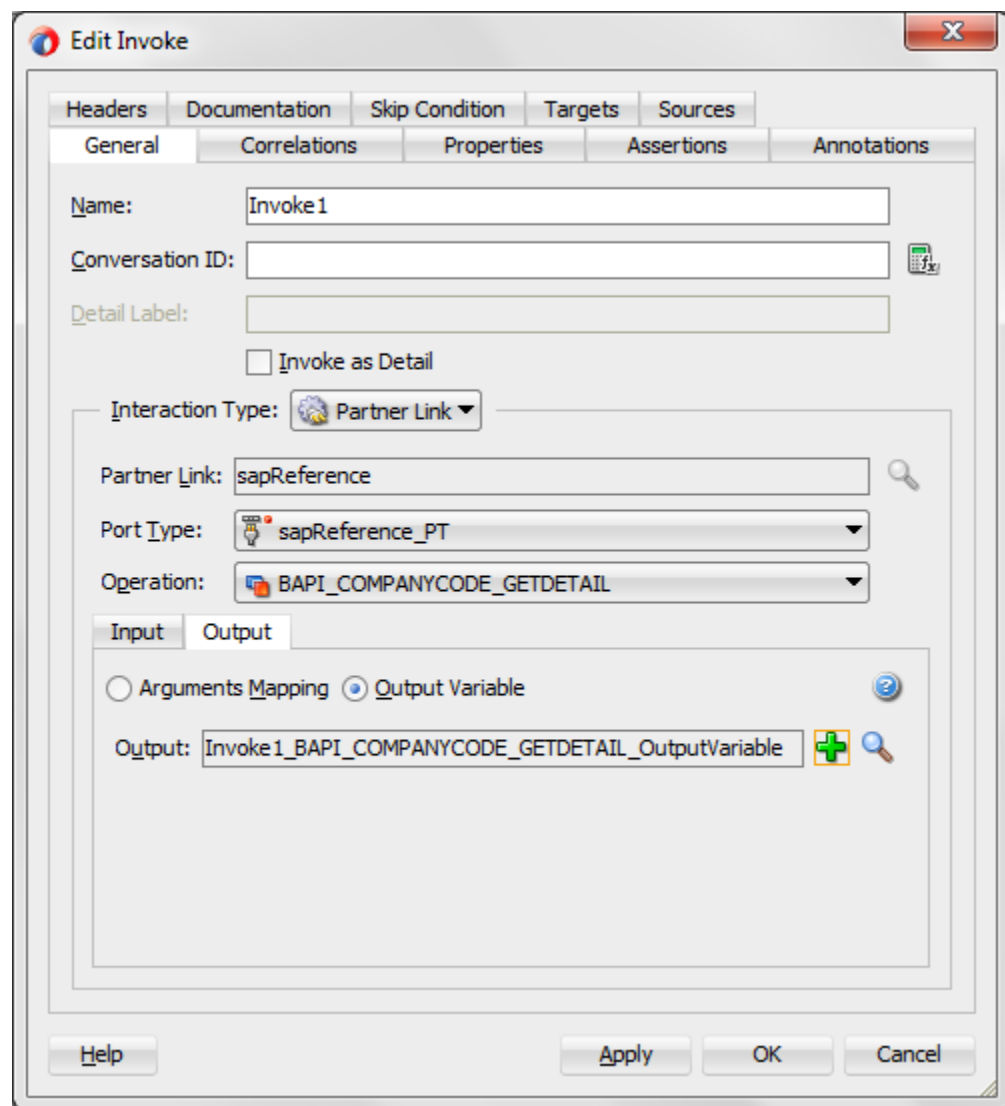 Edit Invoke
Headers Documentation Skip Condition Targets Sources
General Correlations Properties Assertions Annotations
Name: Invoke1
Conversation ID:
Detail Label:
Invoke as Detail
Interaction Type: Partner Link
Partner Link: sapReference
Port Type: sapReference_PT
Operation: BAPI_COMPANYCODE_GETDETAIL
Input Output
Arguments Mapping Output Variable
Output: Invoke1_BAPI_COMPANYCODE_GETDETAIL_OutputVariable
Help Apply OK Cancel